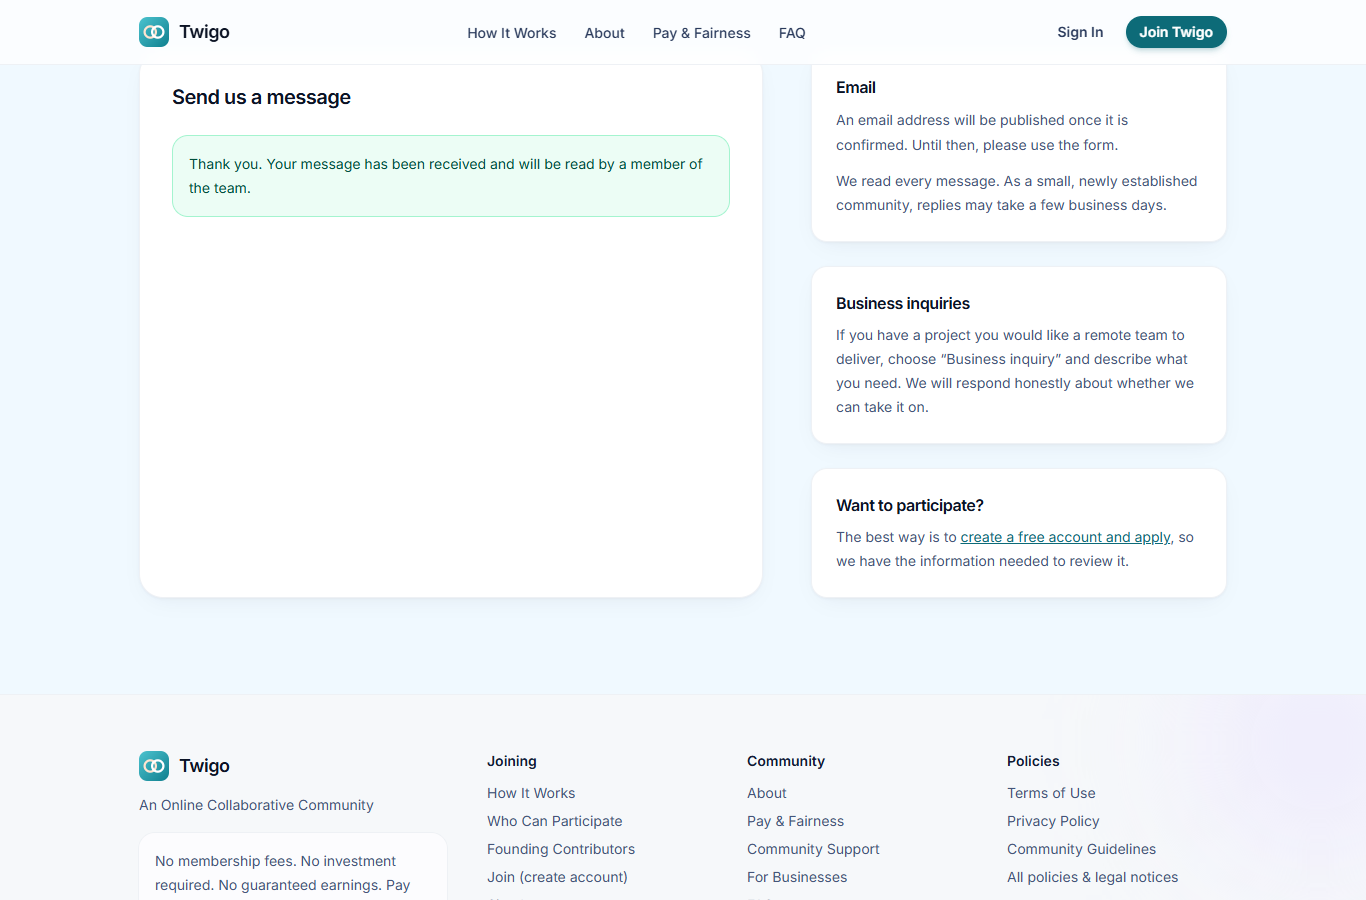 Twigo
How It Works
About
Pay & Fairness
FAQ
Sign In
Join Twigo
Send us a message
Thank you. Your message has been received and will be read by a member of
the team.
Email
An email address will be published once it is
confirmed. Until then, please use the form.
We read every message. As a small, newly established
community, replies may take a few business days.
Business inquiries
If you have a project you would like a remote team to
deliver, choose “Business inquiry” and describe what
you need. We will respond honestly about whether we
can take it on.
Want to participate?
The best way is to create a free account and apply, so
we have the information needed to review it.
Twigo
An Online Collaborative Community
No membership fees. No investment
required. No guaranteed earnings. Pay
Joining
How It Works
Who Can Participate
Founding Contributors
Join (create account)
Community
About
Pay & Fairness
Community Support
For Businesses
Policies
Terms of Use
Privacy Policy
Community Guidelines
All policies & legal notices